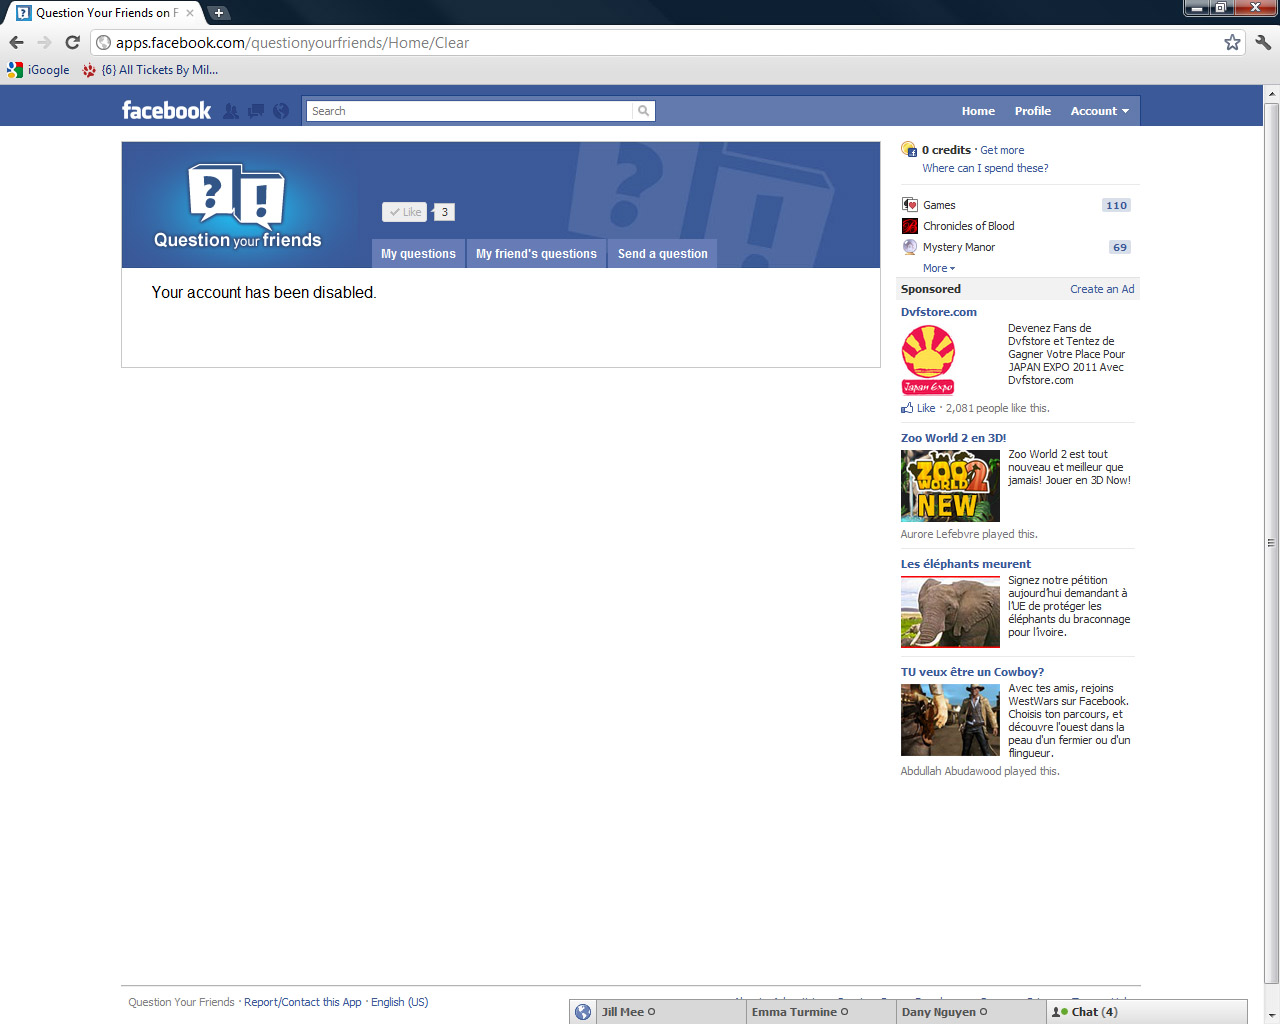 Question Your Friends on F
apps.facebook.com/questionyourfriends/Home/Clear
iGoogle
{6} All Tickets By Mil...
facebook
Search
Home
Profile
Account
?
!
Question your friends
Like
3
My questions
My friend's questions
Send a question
Your account has been disabled.
0 credits · Get more
Where can I spend these?
Games
110
Chronicles of Blood
Mystery Manor
69
More
Sponsored
Create an Ad
Dvfstore.com
Japan Expo
Devenez Fans de
Dvfstore et Tentez de
Gagner Votre Place Pour
JAPAN EXPO 2011 Avec
Dvfstore.com
Like · 2,081 people like this.
Zoo World 2 en 3D!
ZOO
WORLD 2
NEW
Zoo World 2 est tout
nouveau et meilleur que
jamais! Jouer en 3D Now!
Aurore Lefebvre played this.
Les éléphants meurent
Signez notre pétition
aujourd'hui demandant à
l'UE de protéger les
éléphants du braconnage
pour l'ivoire.
TU veux être un Cowboy?
Avec tes amis, rejoins
WestWars sur Facebook.
Choisis ton parcours, et
découvre l'ouest dans la
peau d'un fermier ou d'un
flingueur.
Abdullah Abudawood played this.
Question Your Friends · Report/Contact this App · English (US)
Jill Mee
Emma Turmine
Dany Nguyen
Chat (4)